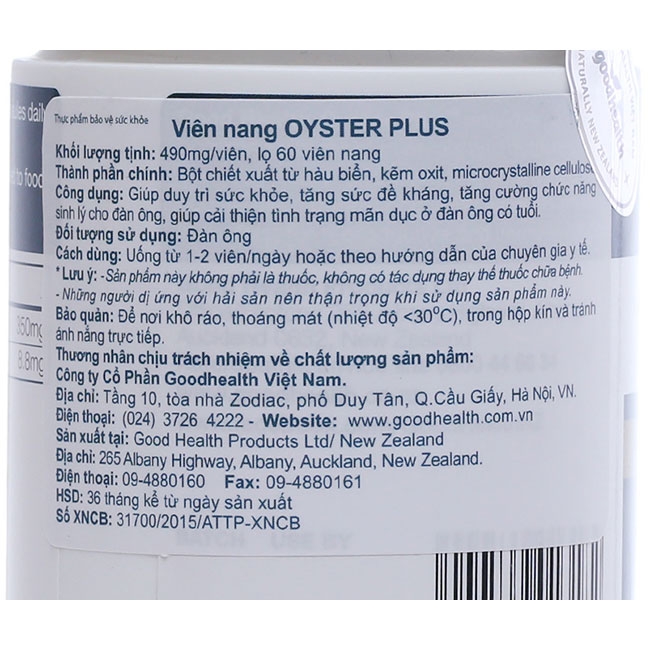 goodhealth
NATURALLY NEW ZEALAND
ules daily
d to food
350mg
8.8mg
Thực phẩm bảo vệ sức khỏe
Viên nang OYSTER PLUS
Khối lượng tịnh: 490mg/viên, lọ 60 viên nang
Thành phần chính: Bột chiết xuất từ hàu biển, kẽm oxit, microcrystalline cellulose
Công dụng: Giúp duy trì sức khỏe, tăng sức đề kháng, tăng cường chức năng
sinh lý cho đàn ông, giúp cải thiện tình trạng mãn dục ở đàn ông có tuổi.
Đối tượng sử dụng: Đàn ông
Cách dùng: Uống từ 1-2 viên/ngày hoặc theo hướng dẫn của chuyên gia y tế.
* Lưu ý: -Sản phẩm này không phải là thuốc, không có tác dụng thay thế thuốc chữa bệnh.
- Những người dị ứng với hải sản nên thận trọng khi sử dụng sản phẩm này.
Bảo quản: Để nơi khô ráo, thoáng mát (nhiệt độ <30°C), trong hộp kín và tránh
ánh nắng trực tiếp.
Thương nhân chịu trách nhiệm về chất lượng sản phẩm:
Công ty Cổ Phần Goodhealth Việt Nam.
Địa chỉ: Tầng 10, tòa nhà Zodiac, phố Duy Tân, Q.Cầu Giấy, Hà Nội, VN.
Điện thoại: (024) 3726 4222 - Website: www.goodhealth.com.vn
Sản xuất tại: Good Health Products Ltd/ New Zealand
Địa chỉ: 265 Albany Highway, Albany, Auckland, New Zealand.
Điện thoại: 09-4880160 Fax: 09-4880161
HSD: 36 tháng kể từ ngày sản xuất
Số XNCB: 31700/2015/ATTP-XNCB
BATCH USE BY